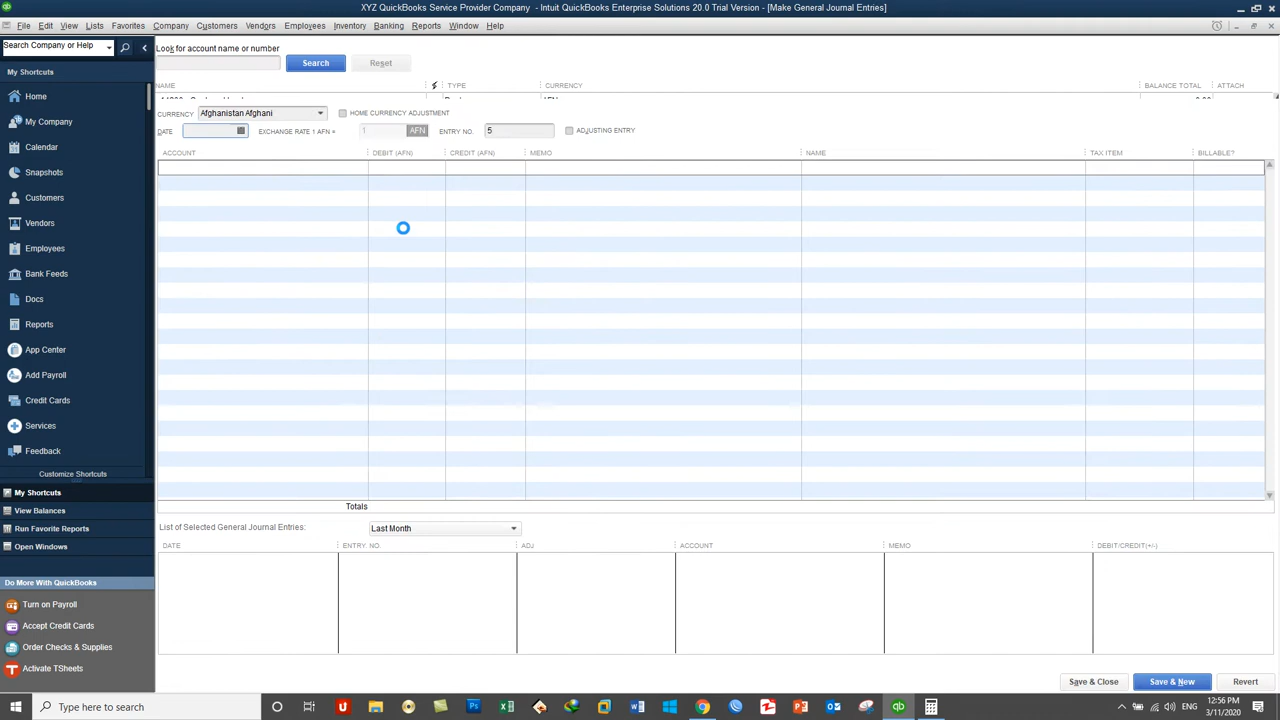 XYZ QuickBooks Service Provider Company - Intuit QuickBooks Enterprise Solutions 20.0 Trial Version - [Make General Journal Entries]
File Edit View Lists Favorites Company Customers Vendors Employees Inventory Banking Reports Window Help
Search Company or Help
My Shortcuts
Home
My Company
Calendar
Snapshots
Customers
Vendors
Employees
Bank Feeds
Docs
Reports
App Center
Add Payroll
Credit Cards
Services
Feedback
Customize Shortcuts
My Shortcuts
View Balances
Run Favorite Reports
Open Windows
Do More With QuickBooks
Turn on Payroll
Accept Credit Cards
Order Checks & Supplies
Activate TSheets
Look for account name or number
Search Reset
NAME TYPE CURRENCY BALANCE TOTAL ATTACH
CURRENCY Afghanistan Afghani HOME CURRENCY ADJUSTMENT
DATE EXCHANGE RATE 1 AFN = 1 AFN ENTRY NO. 5 ADJUSTING ENTRY
ACCOUNT DEBIT (AFN) CREDIT (AFN) MEMO NAME TAX ITEM BILLABLE?
Totals
List of Selected General Journal Entries: Last Month
DATE ENTRY. NO. ADJ ACCOUNT MEMO DEBIT/CREDIT(+/-)
Save & Close Save & New Revert
Type here to search
12:56 PM
3/11/2020